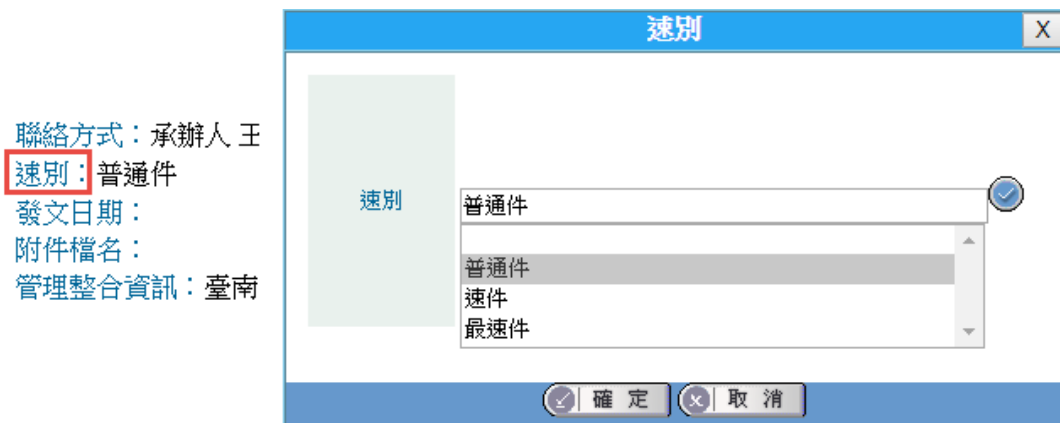 聯絡方式：承辦人 王
速別：普通件
發文日期：
附件檔名：
管理整合資訊：臺南
速別
X
速別
普通件
普通件
速件
最速件
確 定
取 消